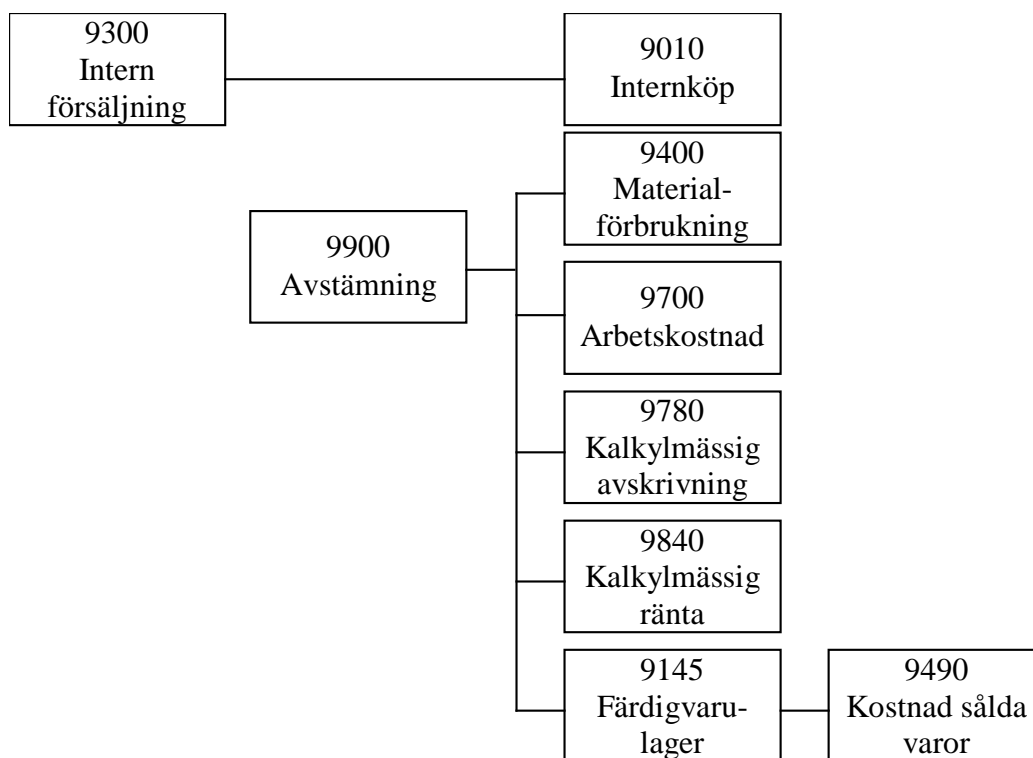 9300
Intern
försäljning
9010
Internköp
9400
Material-
förbrukning
9900
Avstämning
9700
Arbetskostnad
9780
Kalkylmässig
avskrivning
9840
Kalkylmässig
ränta
9145
Färdigvaru-
lager
9490
Kostnad sålda
varor